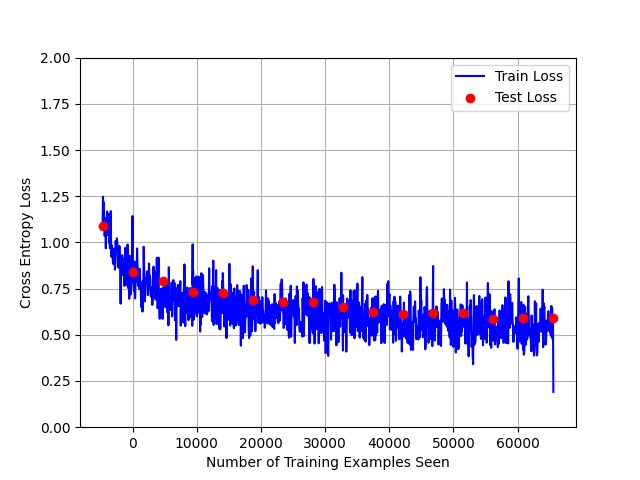 2.00
1.75
1.50
1.25
1.00
0.75
0.50
0.25
0.00
Cross Entropy Loss
Train Loss
Test Loss
0 10000 20000 30000 40000 50000 60000
Number of Training Examples Seen